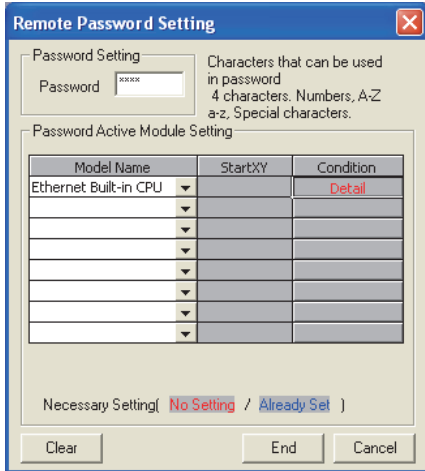 Remote Password Setting
Password Setting
Password
xxxx
Characters that can be used
in password
4 characters. Numbers, A-Z
a-z, Special characters.
Password Active Module Setting
Model Name StartXY Condition
Ethernet Built-in CPU Detail
Necessary Setting( No Setting / Already Set )
Clear End Cancel